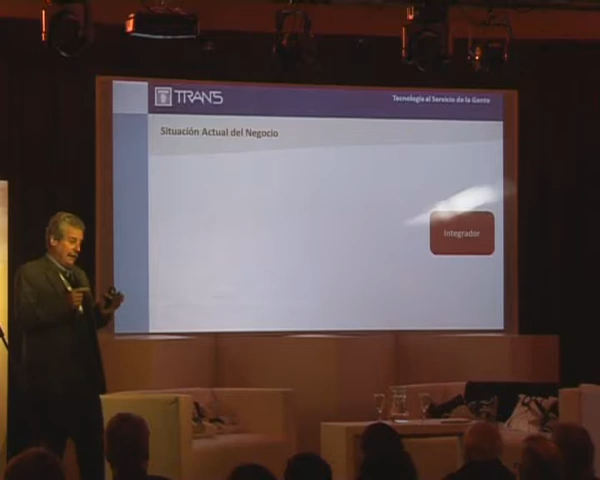 TRANS
Tecnología al Servicio de la Gente
Situación Actual del Negocio
Integrador